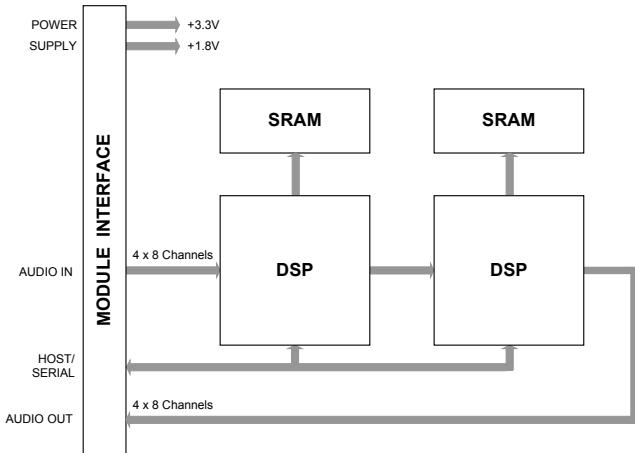 POWER
SUPPLY
+3.3V
+1.8V
MODULE INTERFACE
SRAM
SRAM
4 x 8 Channels
AUDIO IN
DSP
DSP
HOST/
SERIAL
4 x 8 Channels
AUDIO OUT